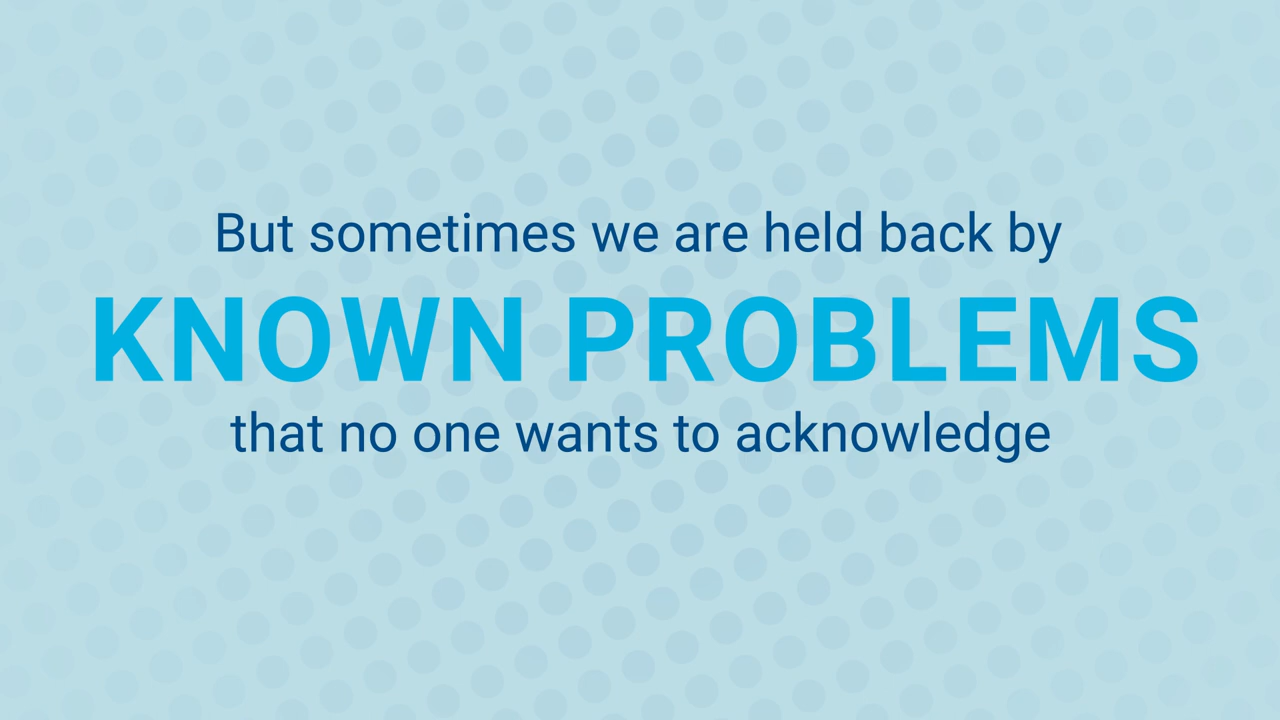 But sometimes we are held back by
KNOWN PROBLEMS
that no one wants to acknowledge